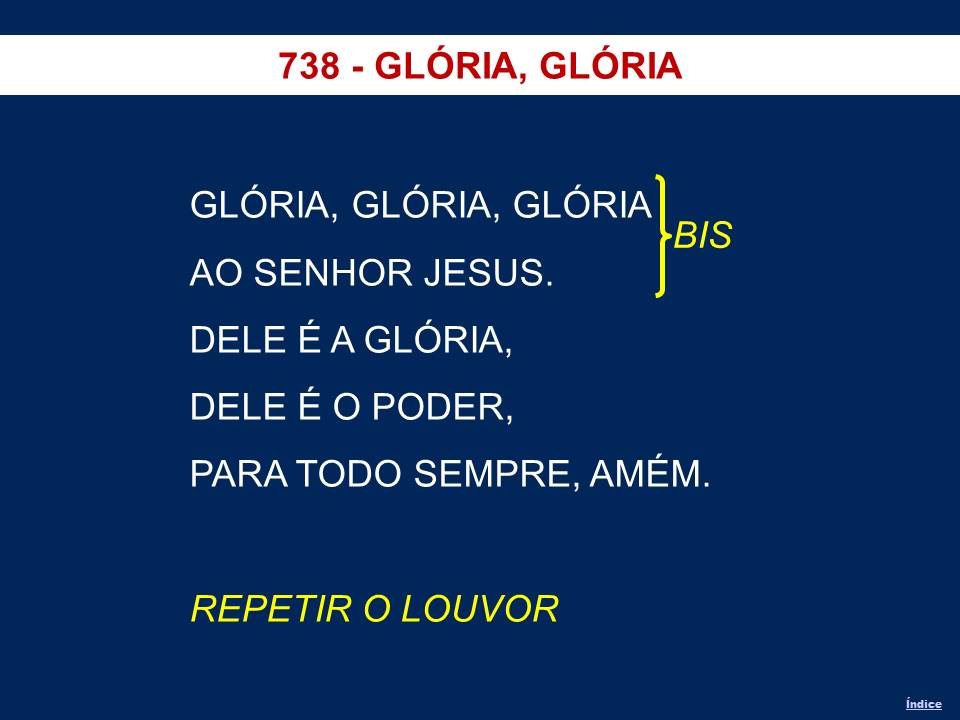 738 - GLÓRIA, GLÓRIA
GLÓRIA, GLÓRIA, GLÓRIA
BIS
AO SENHOR JESUS.
DELE É A GLÓRIA,
DELE É O PODER,
PARA TODO SEMPRE, AMÉM.
REPETIR O LOUVOR
Índice